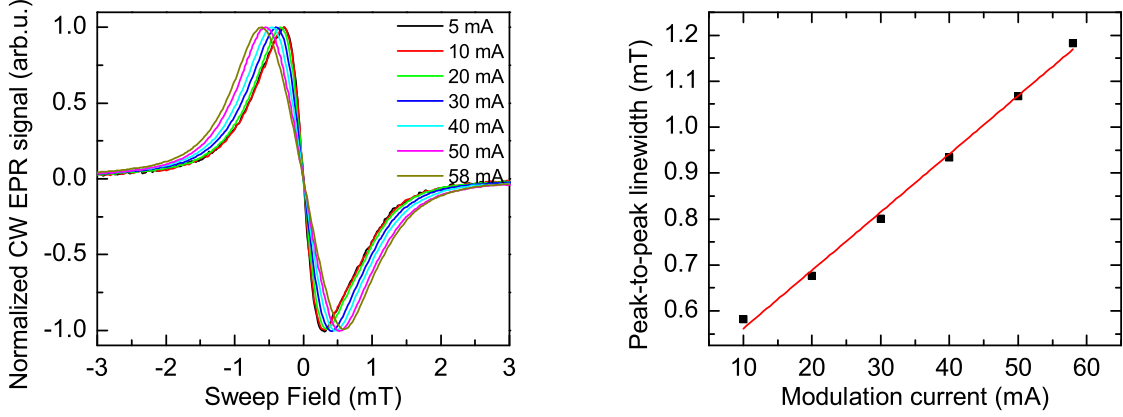 Normalized CW EPR signal (arb.u.)
1.0
0.5
0.0
-0.5
-1.0
5 mA
10 mA
20 mA
30 mA
40 mA
50 mA
58 mA
-3 -2 -1 0 1 2 3
Sweep Field (mT)
Peak-to-peak linewidth (mT)
1.2
1.1
1.0
0.9
0.8
0.7
0.6
10 20 30 40 50 60
Modulation current (mA)